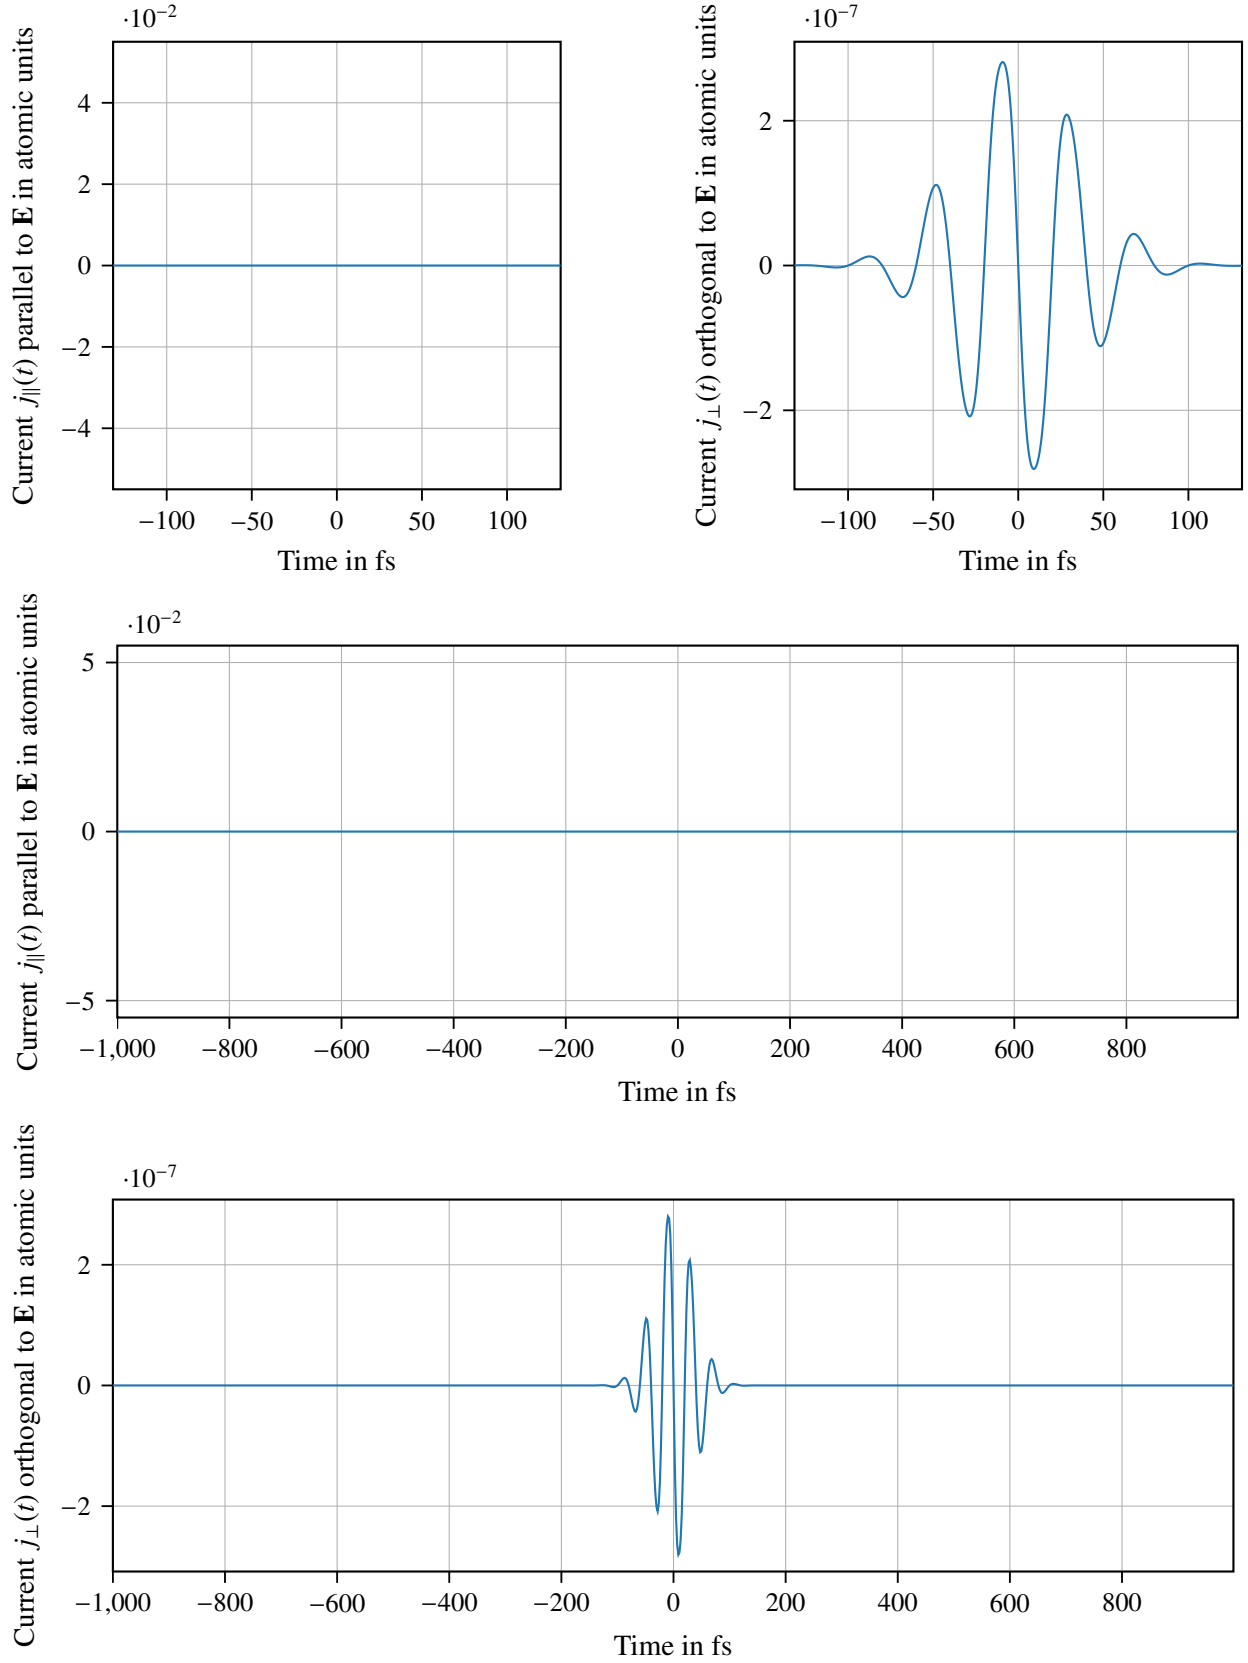 ·10⁻²
Current j∥(t) parallel to E in atomic units
4
2
0
−2
−4
−100 −50 0 50 100
Time in fs
·10⁻⁷
Current j⊥(t) orthogonal to E in atomic units
2
0
−2
−100 −50 0 50 100
Time in fs
·10⁻²
Current j∥(t) parallel to E in atomic units
5
0
−5
−1,000 −800 −600 −400 −200 0 200 400 600 800
Time in fs
·10⁻⁷
Current j⊥(t) orthogonal to E in atomic units
2
0
−2
−1,000 −800 −600 −400 −200 0 200 400 600 800
Time in fs